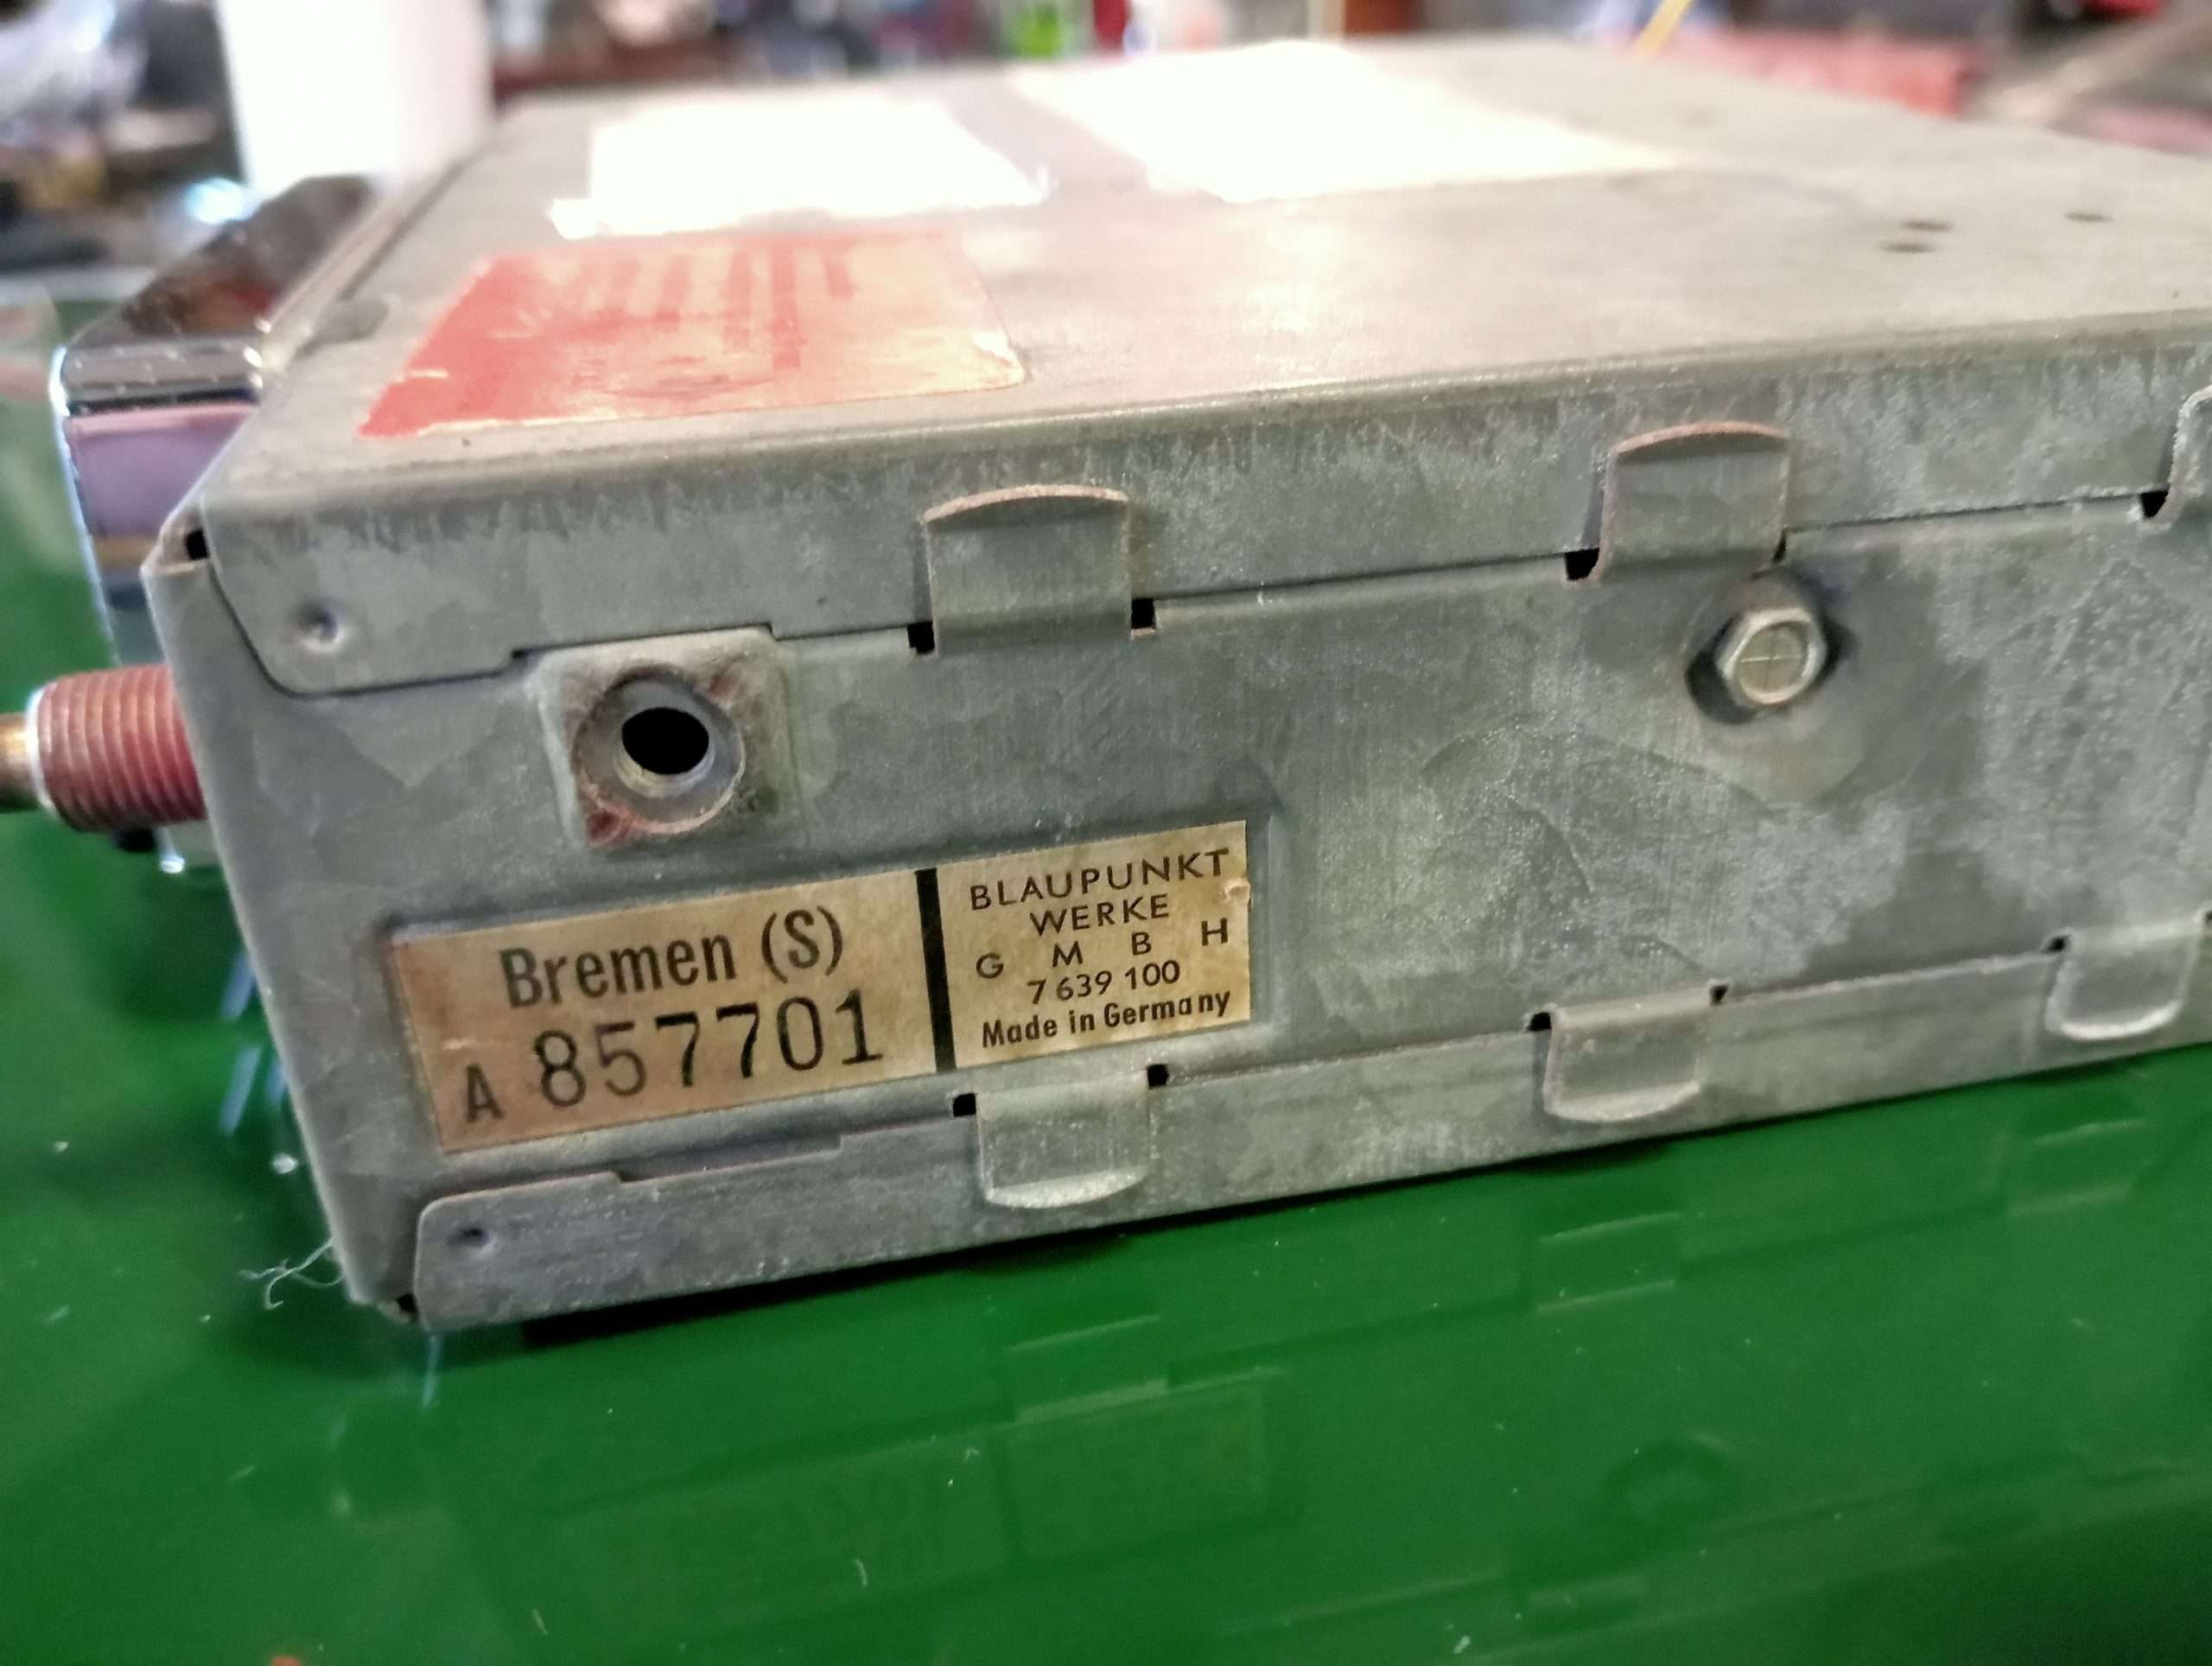 Bremen (S)
A 857701
BLAUPUNKT
WERKE
G M B H
7 639 100
Made in Germany